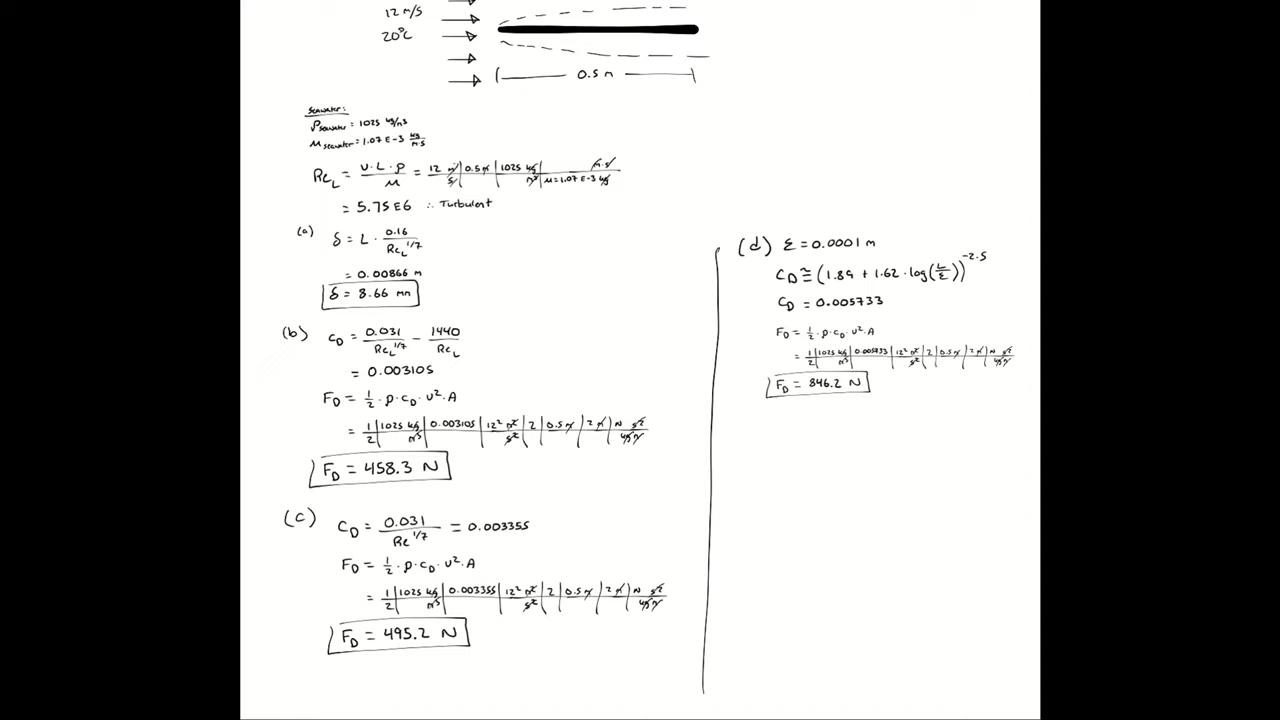 12 m/s
20°C
0.5 m
Seawater:
ρseawater = 1025 kg/m3
μseawater = 1.07 E-3 kg/m·s
ReL = V·L·ρ/μ = 12 m/s | 0.5 m | 1025 kg/m³ | m·s/μ=1.07 E-3 kg
= 5.75E6 ∴ Turbulent
(a) δ = L · 0.16/ReL^1/7
= 0.00866 m
δ = 8.66 mm
(b) CD = 0.031/ReL^1/7 - 1440/ReL
= 0.003105
FD = 1/2 · ρ · CD · V² · A
= 1/2 | 1025 kg/m³ | 0.003105 | 12² m²/s² | 2 | 0.5 m | 2 m | N s²/kg m
FD = 458.3 N
(c) CD = 0.031/Re^1/7 = 0.003355
FD = 1/2 · ρ · CD · V² · A
= 1/2 | 1025 kg/m³ | 0.003355 | 12² m²/s² | 2 | 0.5 m | 2 m | N s²/kg m
FD = 495.2 N
(d) Ɛ = 0.0001 m
CD ≅ (1.89 + 1.62 · log(L/Ɛ))^-2.5
CD = 0.005733
FD = 1/2 · ρ · CD · V² · A
= 1/2 | 1025 kg/m³ | 0.005733 | 12² m²/s² | 2 | 0.5 m | 2 m | N s²/kg m
FD = 846.2 N